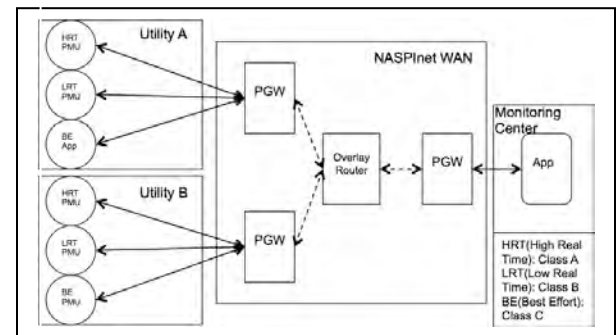 Utility A
HRT
PMU
LRT
PMU
BE
App
Utility B
HRT
PMU
LRT
PMU
BE
PMU
NASPInet WAN
PGW
PGW
Overlay
Router
PGW
Monitoring
Center
App
HRT(High Real
Time): Class A
LRT(Low Real
Time): Class B
BE(Best Effort):
Class C